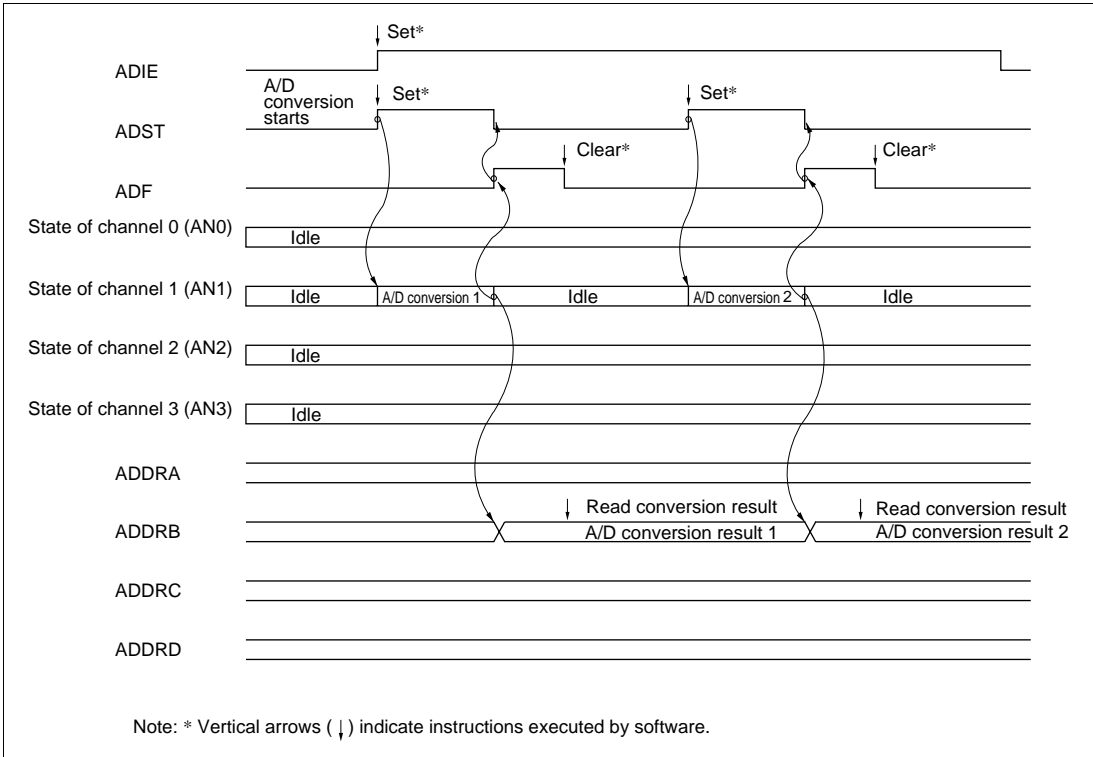 Set*
ADIE
A/D
conversion
starts
Set*
Set*
ADST
Clear*
Clear*
ADF
State of channel 0 (AN0)
Idle
State of channel 1 (AN1)
Idle
A/D conversion 1
Idle
A/D conversion 2
Idle
State of channel 2 (AN2)
Idle
State of channel 3 (AN3)
Idle
ADDRA
Read conversion result
Read conversion result
ADDRB
A/D conversion result 1
A/D conversion result 2
ADDRC
ADDRD
Note: * Vertical arrows (↓) indicate instructions executed by software.